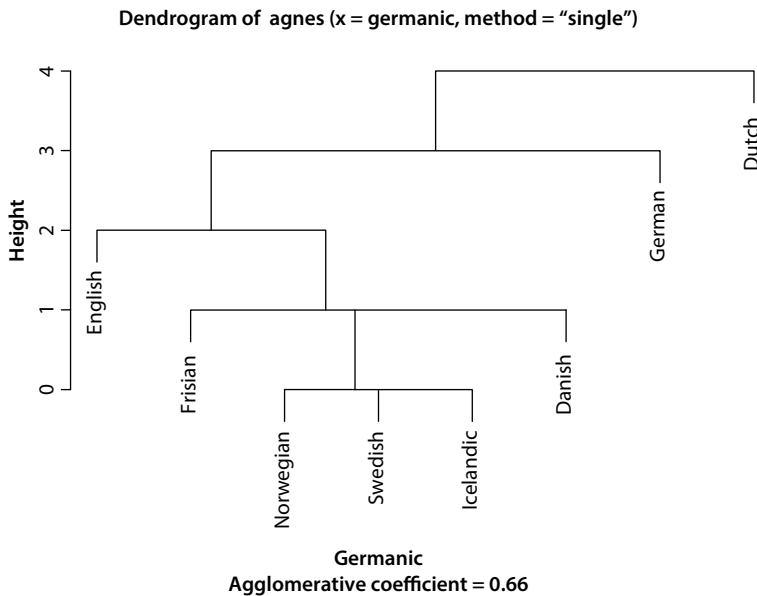 Dendrogram of agnes (x = germanic, method = “single”)
4
3
2
1
0
Height
Dutch
German
English
Frisian
Danish
Norwegian
Swedish
Icelandic
Germanic
Agglomerative coefficient = 0.66